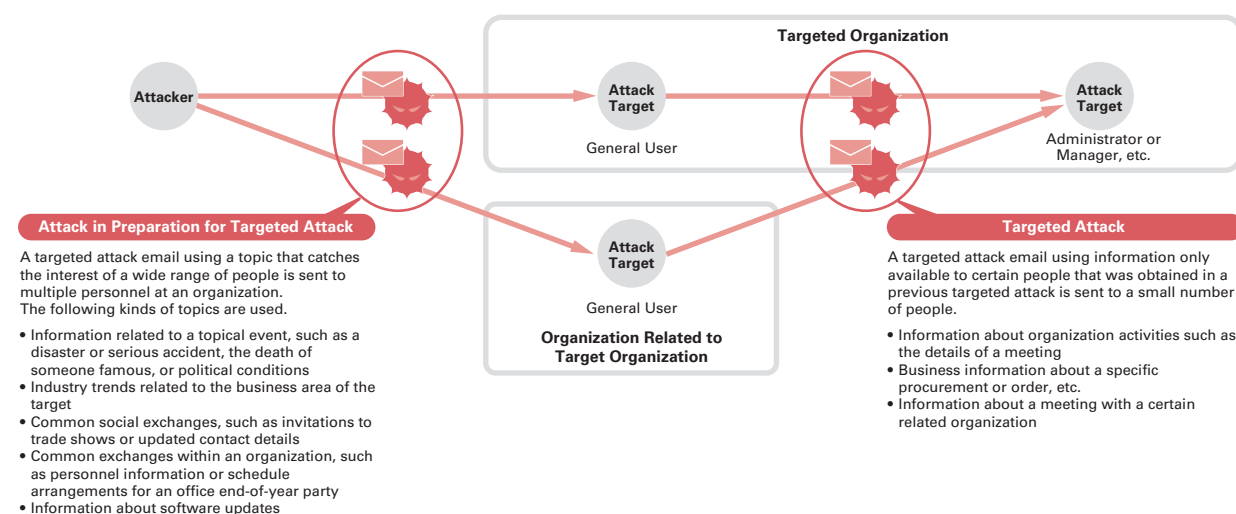 Targeted Organization
Attacker
Attack
Target
General User
Attack
Target
Administrator or
Manager, etc.
Attack in Preparation for Targeted Attack
A targeted attack email using a topic that catches
the interest of a wide range of people is sent to
multiple personnel at an organization.
The following kinds of topics are used.
• Information related to a topical event, such as a
disaster or serious accident, the death of
someone famous, or political conditions
• Industry trends related to the business area of the
target
• Common social exchanges, such as invitations to
trade shows or updated contact details
• Common exchanges within an organization, such
as personnel information or schedule
arrangements for an office end-of-year party
• Information about software updates
Attack
Target
General User
Organization Related to
Target Organization
Targeted Attack
A targeted attack email using information only
available to certain people that was obtained in a
previous targeted attack is sent to a small number
of people.
• Information about organization activities such as
the details of a meeting
• Business information about a specific
procurement or order, etc.
• Information about a meeting with a certain
related organization